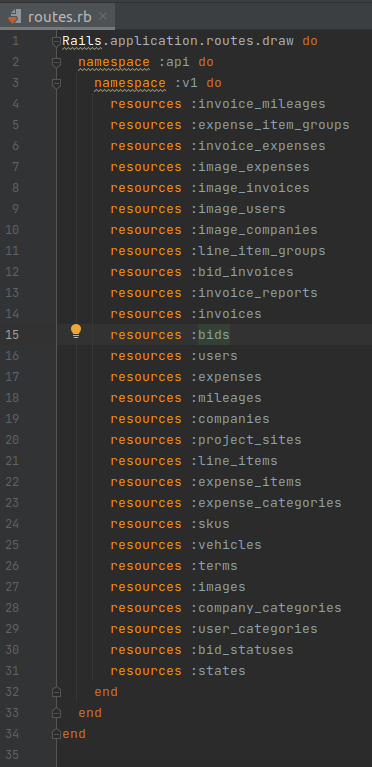 routes.rb ×
1 Rails.application.routes.draw do
2 namespace :api do
3 namespace :v1 do
4 resources :invoice_mileages
5 resources :expense_item_groups
6 resources :invoice_expenses
7 resources :image_expenses
8 resources :image_invoices
9 resources :image_users
10 resources :image_companies
11 resources :line_item_groups
12 resources :bid_invoices
13 resources :invoice_reports
14 resources :invoices
15 resources :bids
16 resources :users
17 resources :expenses
18 resources :mileages
19 resources :companies
20 resources :project_sites
21 resources :line_items
22 resources :expense_items
23 resources :expense_categories
24 resources :skus
25 resources :vehicles
26 resources :terms
27 resources :images
28 resources :company_categories
29 resources :user_categories
30 resources :bid_statuses
31 resources :states
32 end
33 end
34 end
35